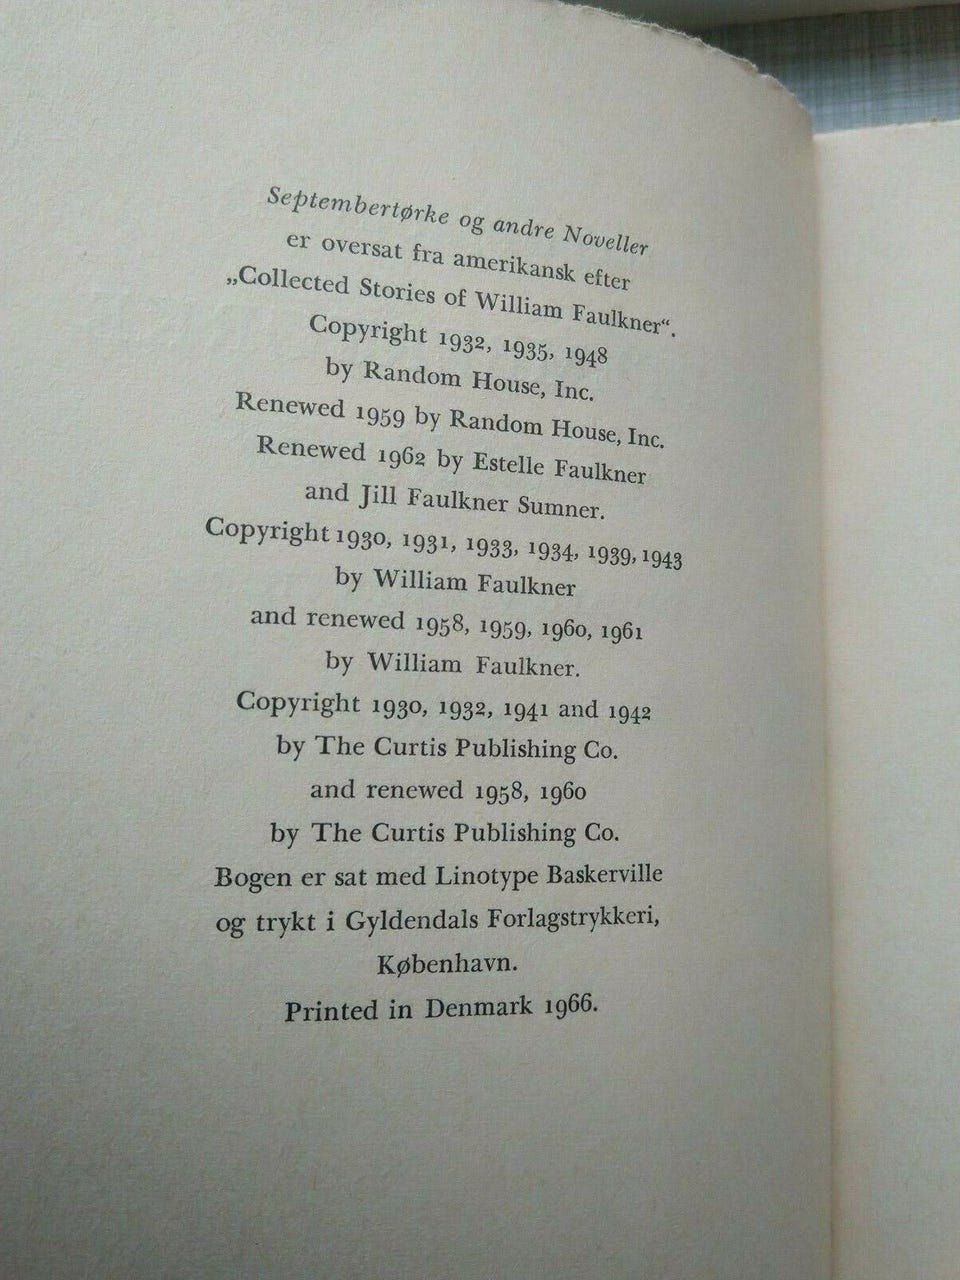 Septembertørke og andre Noveller
er oversat fra amerikansk efter
„Collected Stories of William Faulkner“.
Copyright 1932, 1935, 1948
by Random House, Inc.
Renewed 1959 by Random House, Inc.
Renewed 1962 by Estelle Faulkner
and Jill Faulkner Sumner.
Copyright 1930, 1931, 1933, 1934, 1939, 1943
by William Faulkner
and renewed 1958, 1959, 1960, 1961
by William Faulkner.
Copyright 1930, 1932, 1941 and 1942
by The Curtis Publishing Co.
and renewed 1958, 1960
by The Curtis Publishing Co.
Bogen er sat med Linotype Baskerville
og trykt i Gyldendals Forlagstrykkeri,
København.
Printed in Denmark 1966.